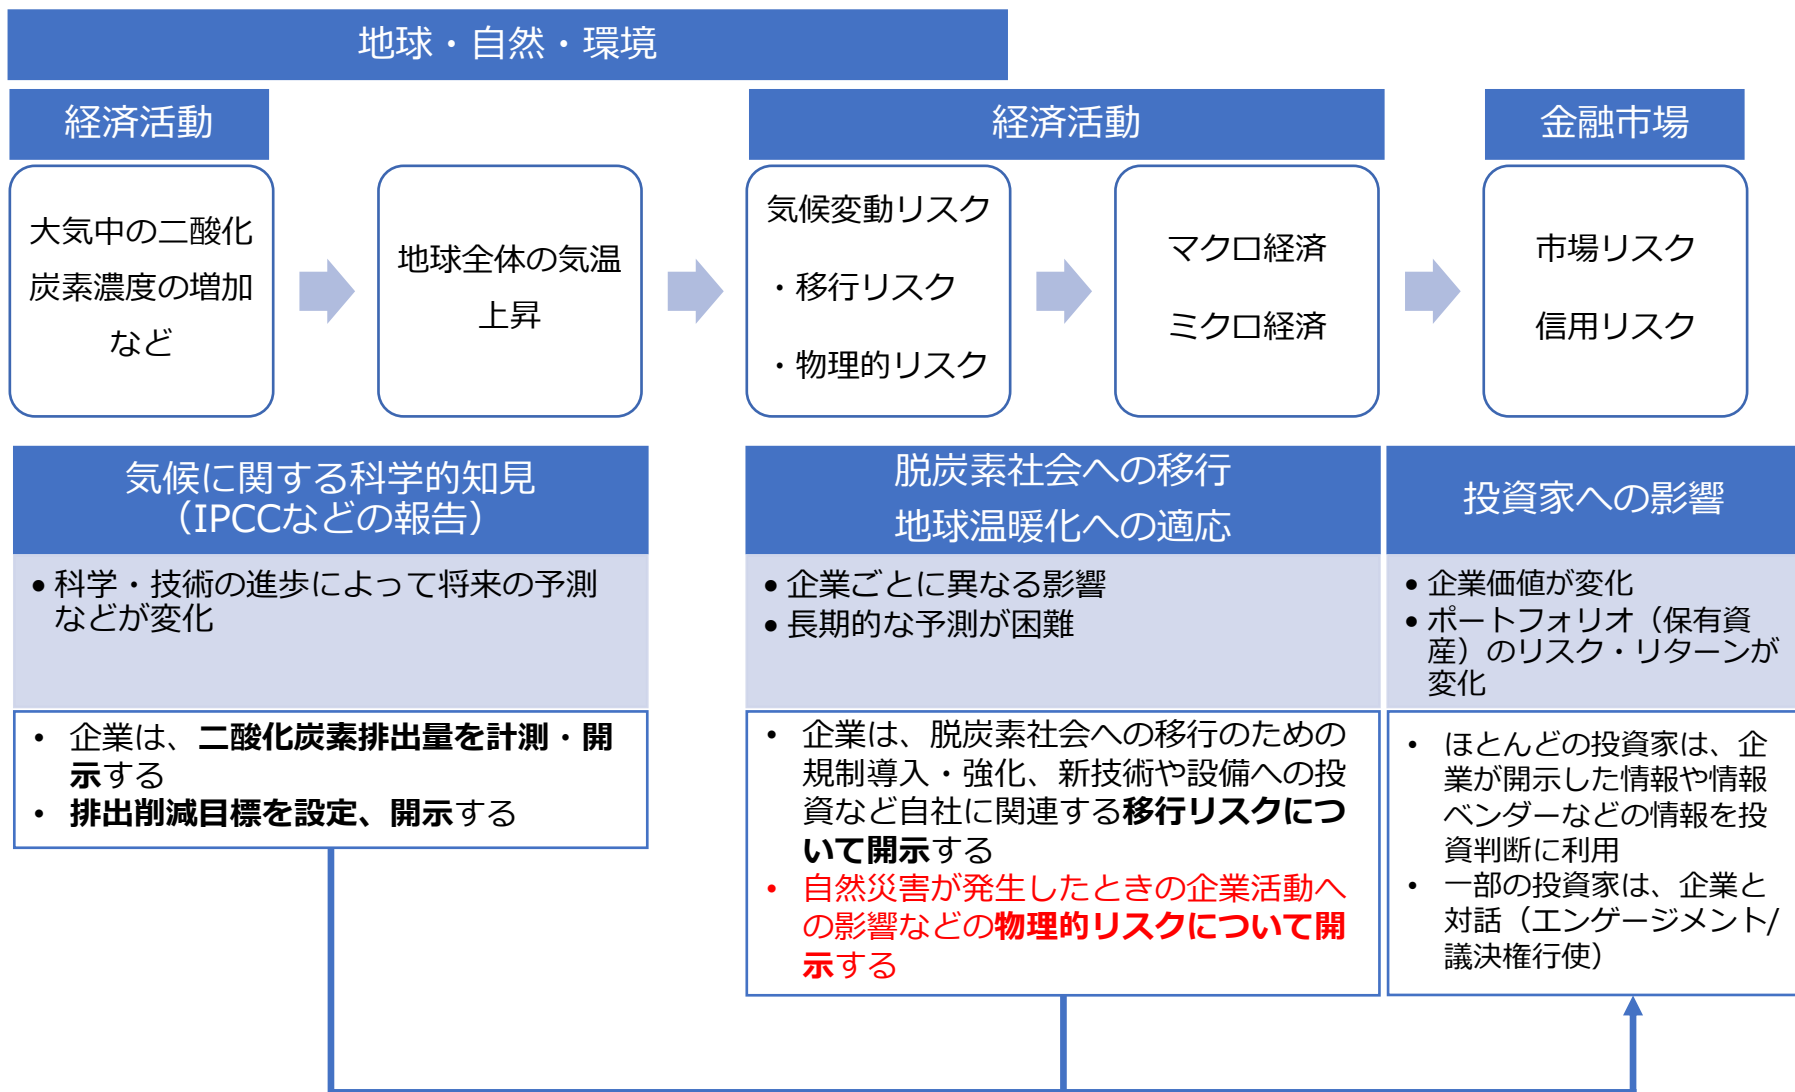 地球・自然・環境
経済活動
経済活動
金融市場
大気中の二酸化
炭素濃度の増加
など
地球全体の気温
上昇
気候変動リスク
・移行リスク
・物理的リスク
マクロ経済
ミクロ経済
市場リスク
信用リスク
気候に関する科学的知見
（IPCCなどの報告）
• 科学・技術の進歩によって将来の予測
などが変化
• 企業は、二酸化炭素排出量を計測・開
示する
• 排出削減目標を設定、開示する
脱炭素社会への移行
地球温暖化への適応
• 企業ごとに異なる影響
• 長期的な予測が困難
• 企業は、脱炭素社会への移行のための
規制導入・強化、新技術や設備への投
資など自社に関連する移行リスクにつ
いて開示する
• 自然災害が発生したときの企業活動へ
の影響などの物理的リスクについて開
示する
投資家への影響
• 企業価値が変化
• ポートフォリオ（保有資
産）のリスク・リターンが
変化
• ほとんどの投資家は、企
業が開示した情報や情報
ベンダーなどの情報を投
資判断に利用
• 一部の投資家は、企業と
対話（エンゲージメント/
議決権行使）